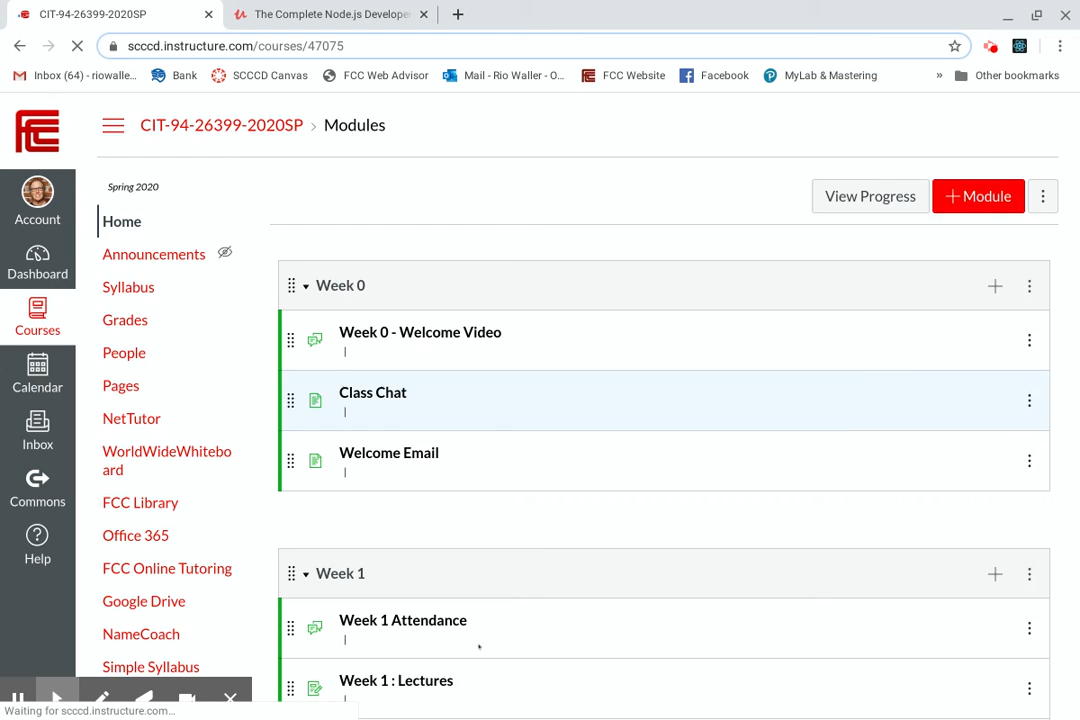 CIT-94-26399-2020SP
The Complete Node.js Develope
scccd.instructure.com/courses/47075
Inbox (64) - riowalle...
Bank
SCCCD Canvas
FCC Web Advisor
Mail - Rio Waller - O...
FCC Website
Facebook
MyLab & Mastering
»
Other bookmarks
CIT-94-26399-2020SP › Modules
Spring 2020
View Progress
+ Module
Account
Dashboard
Courses
Calendar
Inbox
Commons
Help
Home
Announcements
Syllabus
Grades
People
Pages
NetTutor
WorldWideWhitebo
ard
FCC Library
Office 365
FCC Online Tutoring
Google Drive
NameCoach
Simple Syllabus
Week 0
Week 0 - Welcome Video
|
Class Chat
|
Welcome Email
|
Week 1
Week 1 Attendance
|
Week 1 : Lectures
Waiting for scccd.instructure.com...